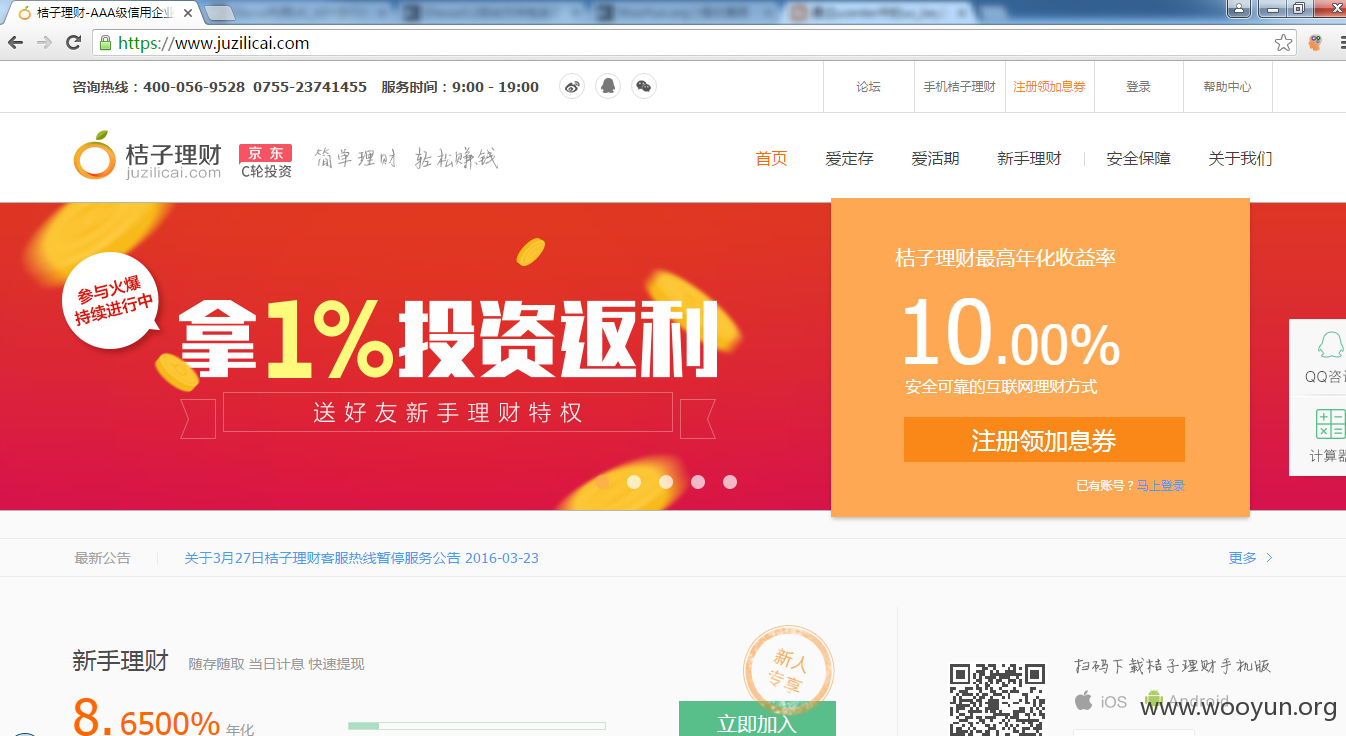 桔子理财-AAA级信用企业
https://www.juzilicai.com
咨询热线：400-056-9528 0755-23741455 服务时间：9:00 - 19:00
论坛 手机桔子理财 注册领加息券 登录 帮助中心
桔子理财 京东 简单理财 轻松赚钱
juzilicai.com C轮投资
首页 爱定存 爱活期 新手理财 安全保障 关于我们
参与火爆
持续进行中
拿1%投资返利
送好友新手理财特权
桔子理财最高年化收益率
10.00%
安全可靠的互联网理财方式
注册领加息券
已有账号？马上登录
QQ咨
计算器
最新公告 关于3月27日桔子理财客服热线暂停服务公告 2016-03-23 更多
新手理财 随存随取 当日计息 快速提现
新人
专享
8.6500% 年化
立即加入
扫码下载桔子理财手机版
iOS Android
www.wooyun.org